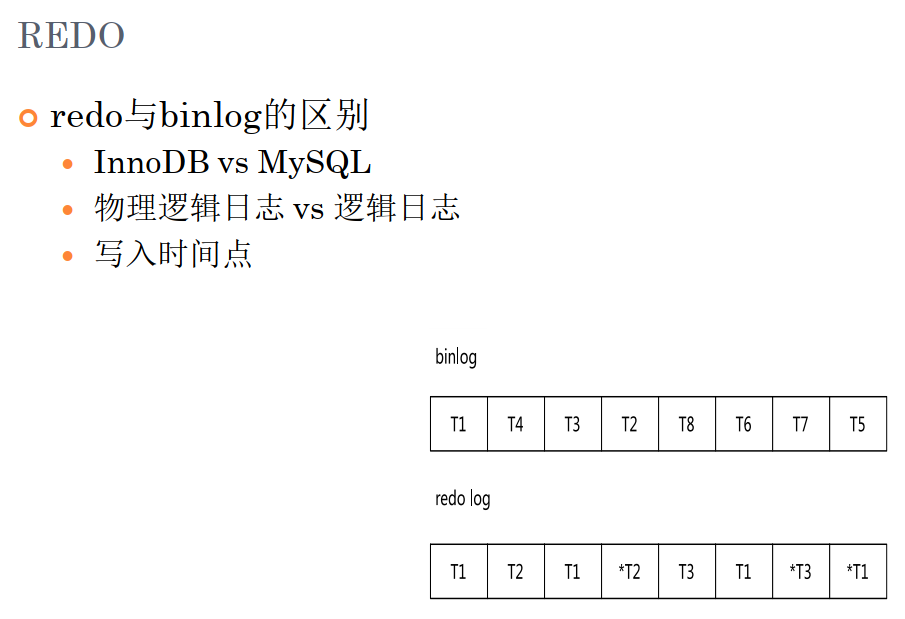 REDO
redo与binlog的区别
InnoDB vs MySQL
物理逻辑日志 vs 逻辑日志
写入时间点
binlog
T1 T4 T3 T2 T8 T6 T7 T5
redo log
T1 T2 T1 *T2 T3 T1 *T3 *T1